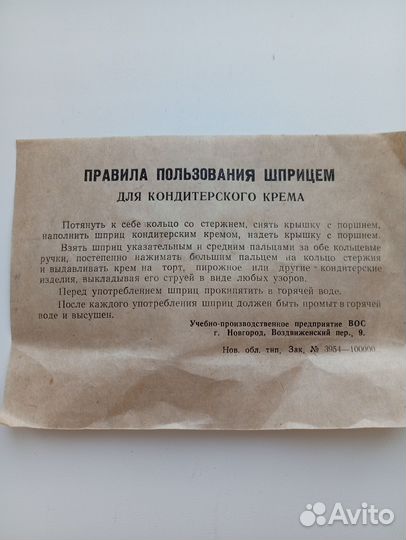 ПРАВИЛА ПОЛЬЗОВАНИЯ ШПРИЦЕМ
ДЛЯ КОНДИТЕРСКОГО КРЕМА
Потянуть к себе кольцо со стержнем, снять крышку с поршнем,
наполнить шприц кондитерским кремом, надеть крышку с поршнем.
Взять шприц указательным и средним пальцами за обе кольцевые
ручки, постепенно нажимать большим пальцем на кольцо стержня
и выдавливать крем на торт, пирожное или другие кондитерские
изделия, выкладывая его струей в виде любых узоров.
Перед употреблением шприц прокипятить в горячей воде.
После каждого употребления шприц должен быть промыт в горячей
воде и высушен.
Учебно-производственное предприятие ВОС
г. Новгород, Воздвиженский пер., 9.
Нов. обл. тип, Зак, № 3954—100000
Avito